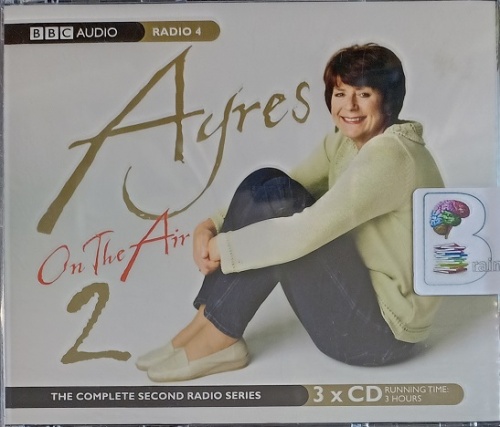 BBC AUDIO RADIO 4
Ayres
On The Air
2
THE COMPLETE SECOND RADIO SERIES
3 x CD
RUNNING TIME:
3 HOURS
Brain